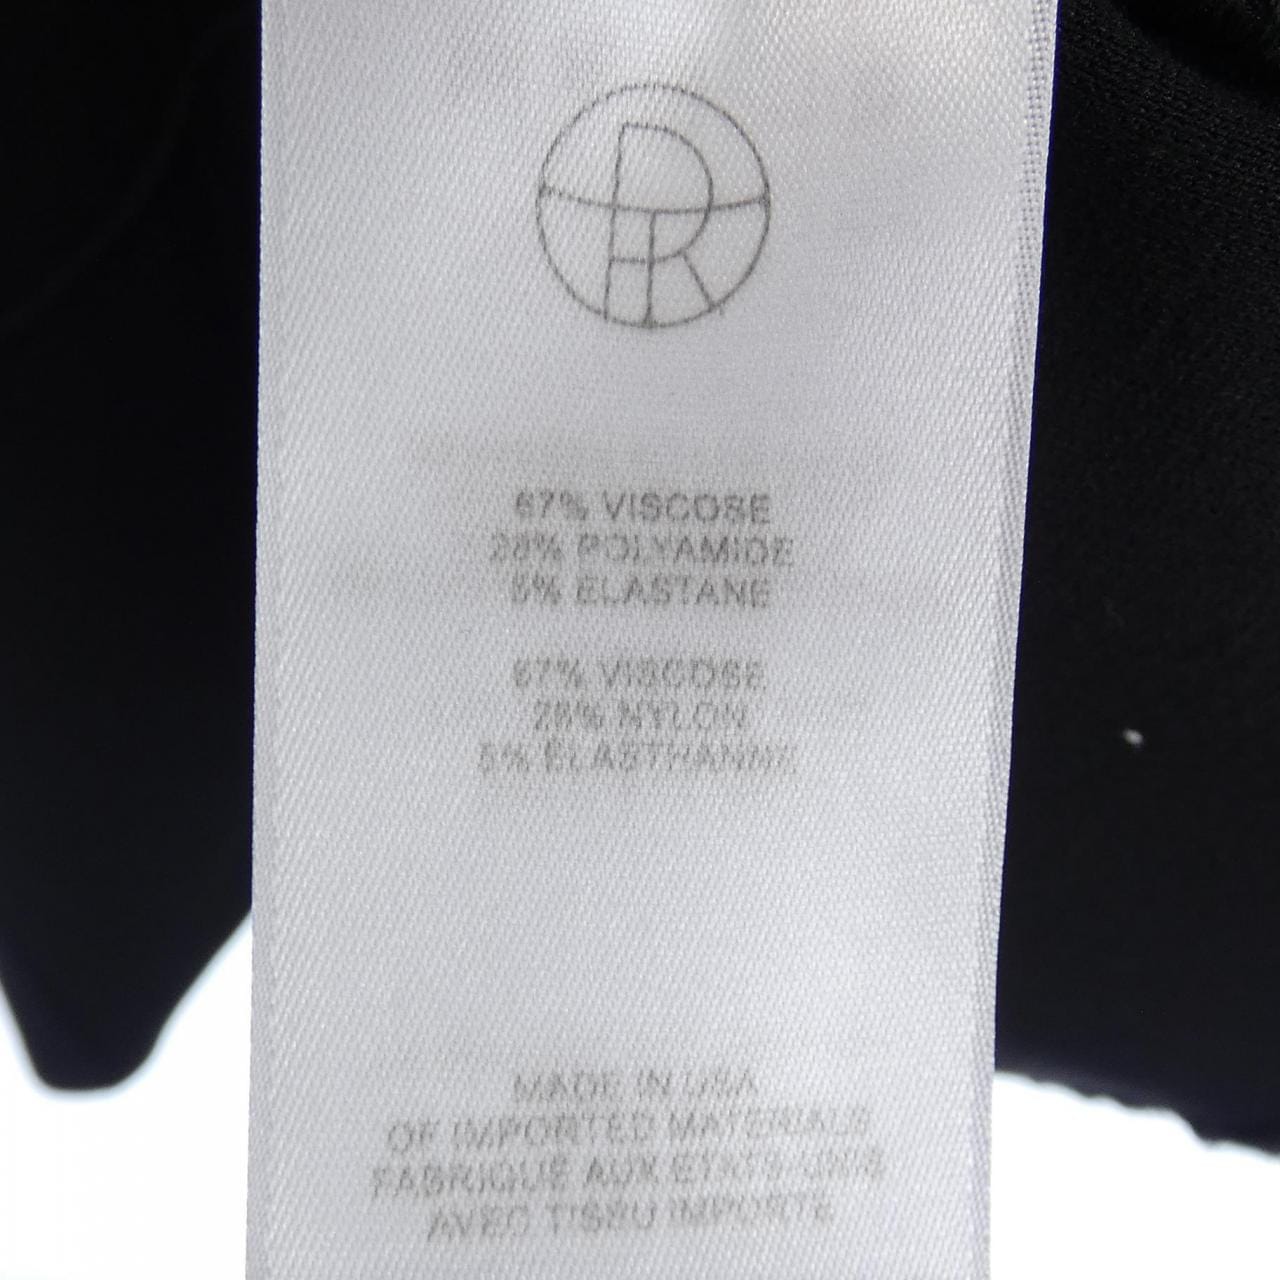 67% VISCOSE
28% POLYAMIDE
5% ELASTANE
67% VISCOSE
28% NYLON
5% ELASTHANNE
MADE IN USA
OF IMPORTED MATERIALS
FABRIQUE AUX ETATS-UNIS
AVEC TISSU IMPORTE